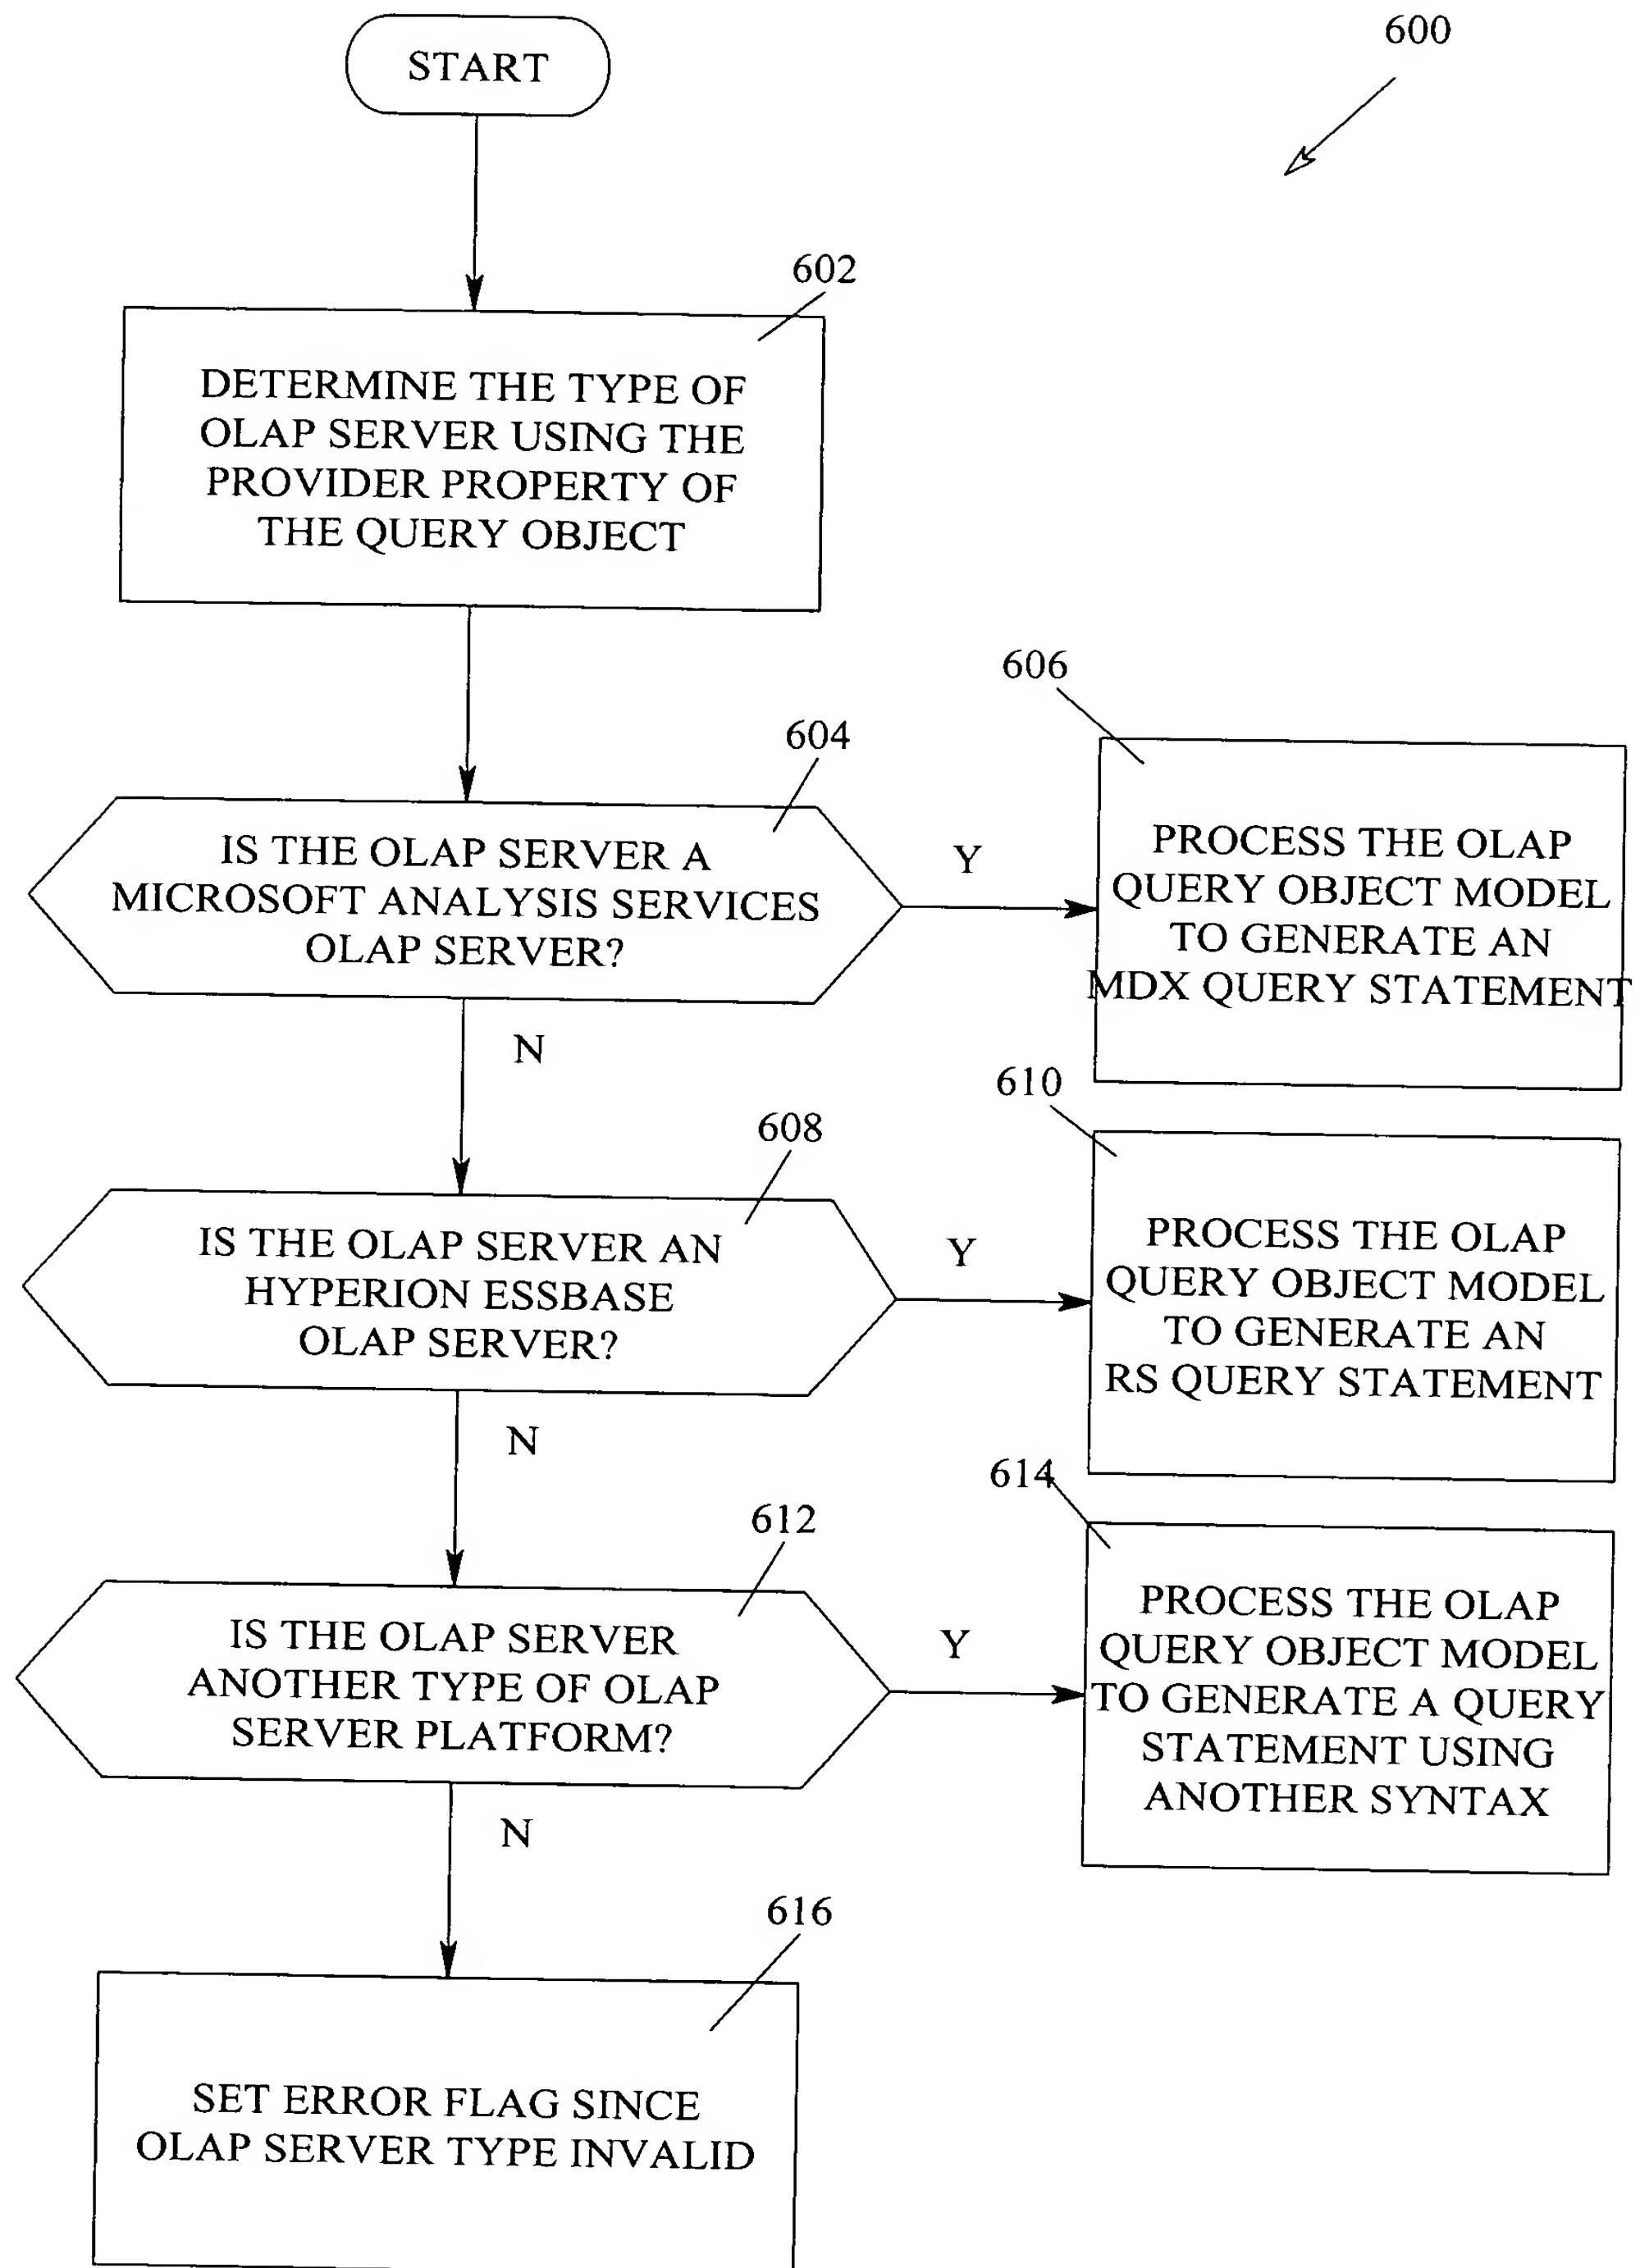 600
START
602
DETERMINE THE TYPE OF
OLAP SERVER USING THE
PROVIDER PROPERTY OF
THE QUERY OBJECT
604
IS THE OLAP SERVER A
MICROSOFT ANALYSIS SERVICES
OLAP SERVER?
Y
606
PROCESS THE OLAP
QUERY OBJECT MODEL
TO GENERATE AN
MDX QUERY STATEMENT
N
608
IS THE OLAP SERVER AN
HYPERION ESSBASE
OLAP SERVER?
Y
610
PROCESS THE OLAP
QUERY OBJECT MODEL
TO GENERATE AN
RS QUERY STATEMENT
N
612
IS THE OLAP SERVER
ANOTHER TYPE OF OLAP
SERVER PLATFORM?
Y
614
PROCESS THE OLAP
QUERY OBJECT MODEL
TO GENERATE A QUERY
STATEMENT USING
ANOTHER SYNTAX
N
616
SET ERROR FLAG SINCE
OLAP SERVER TYPE INVALID